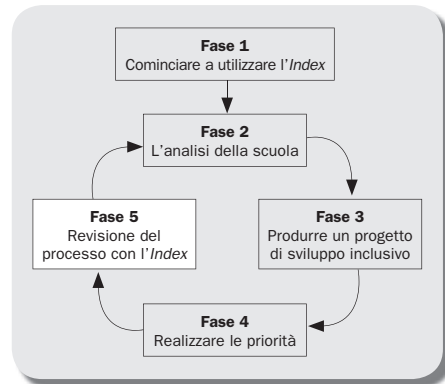 Fase 1
Cominciare a utilizzare l'Index
Fase 2
L'analisi della scuola
Fase 3
Produrre un progetto
di sviluppo inclusivo
Fase 4
Realizzare le priorità
Fase 5
Revisione del
processo con l'Index